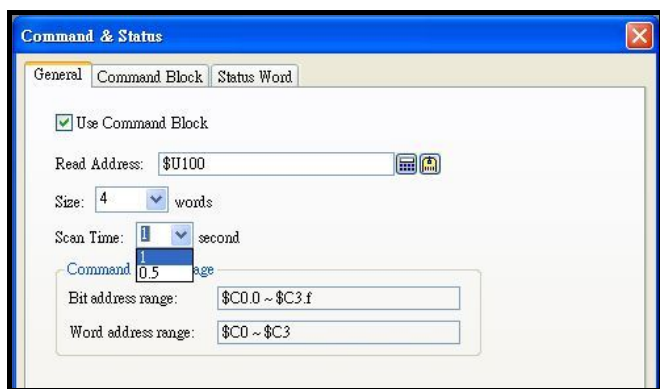 Command & Status
General Command Block Status Word
Use Command Block
Read Address: $U100
Size: 4 words
Scan Time: 1 second
1
0.5
Command age
Bit address range: $C0.0 ~ $C3.f
Word address range: $C0 ~ $C3